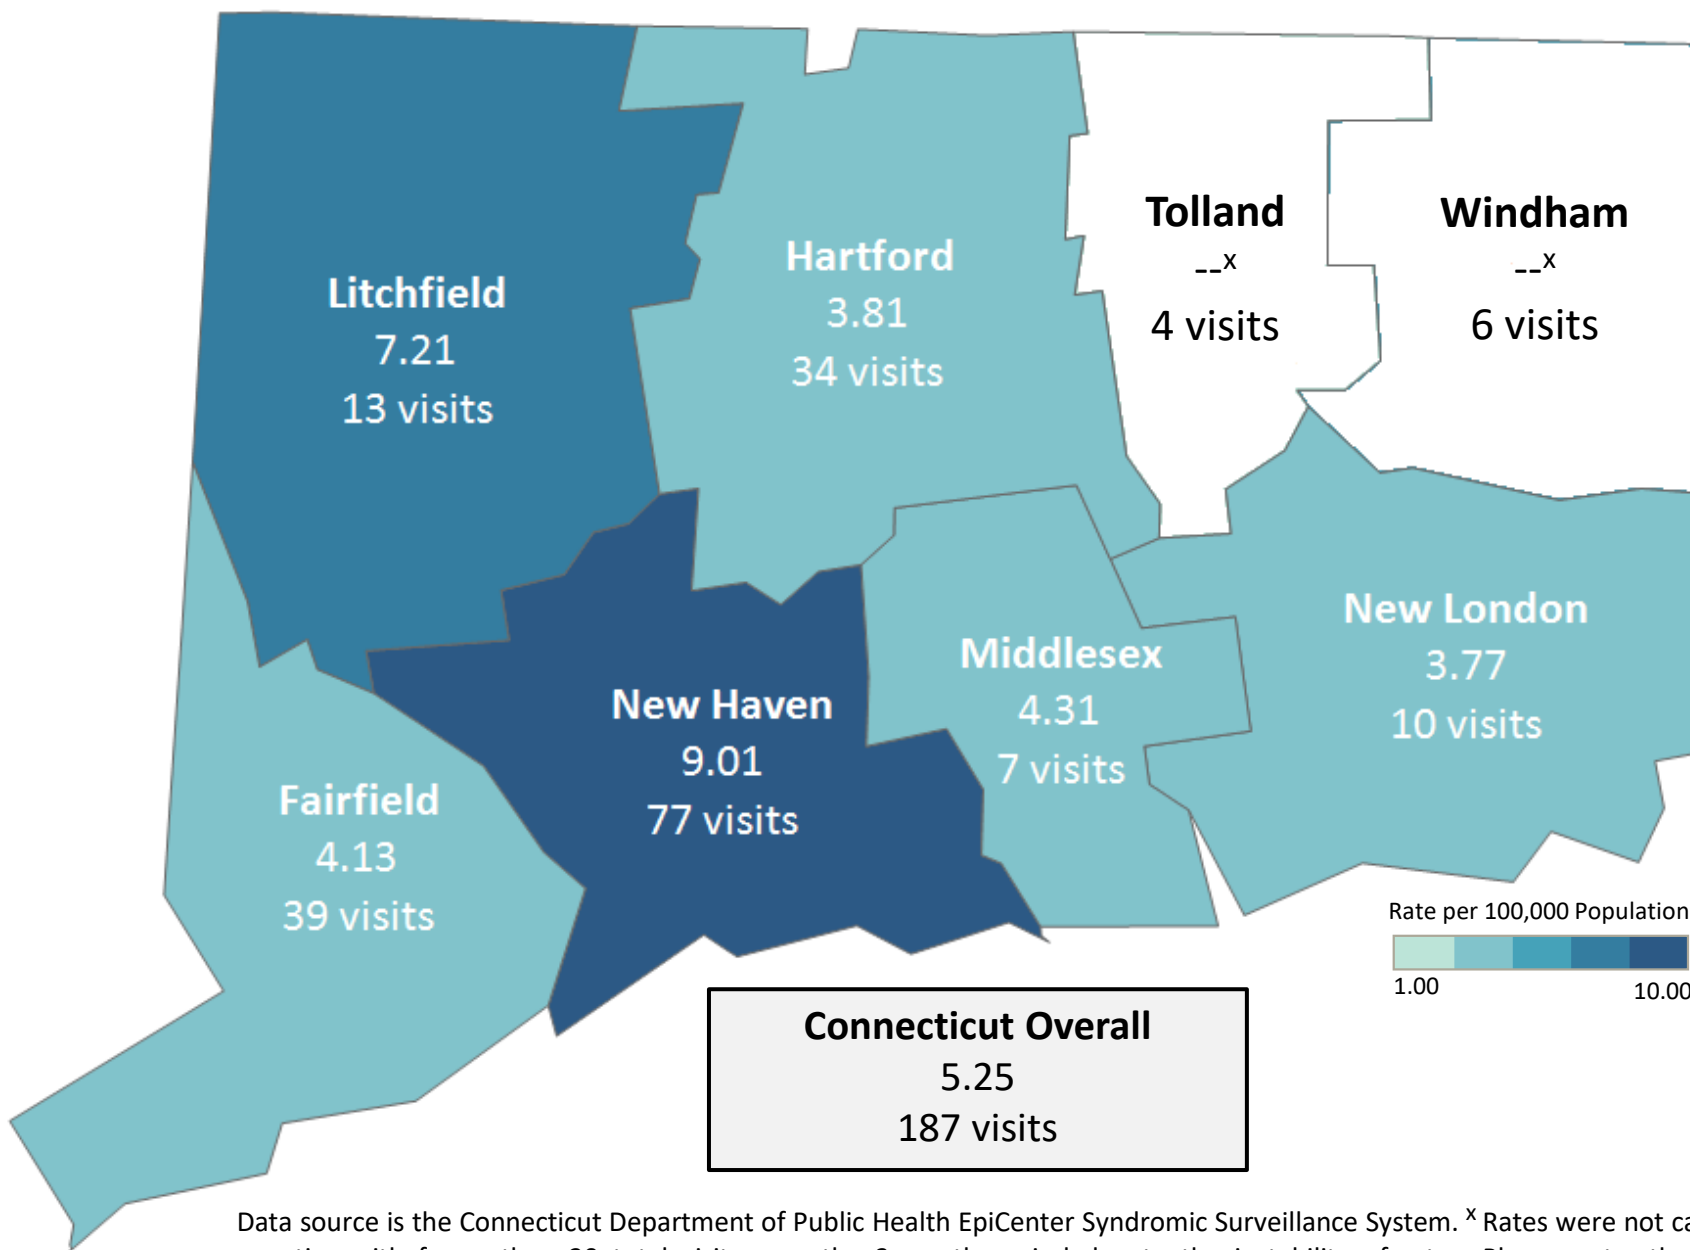 Litchfield
7.21
13 visits
Hartford
3.81
34 visits
Tolland
--ˣ
4 visits
Windham
--ˣ
6 visits
New London
3.77
10 visits
Middlesex
4.31
7 visits
New Haven
9.01
77 visits
Fairfield
4.13
39 visits
Rate per 100,000 Population
1.00
10.00
Connecticut Overall
5.25
187 visits
Data source is the Connecticut Department of Public Health EpiCenter Syndromic Surveillance System. ˣ Rates were not ca